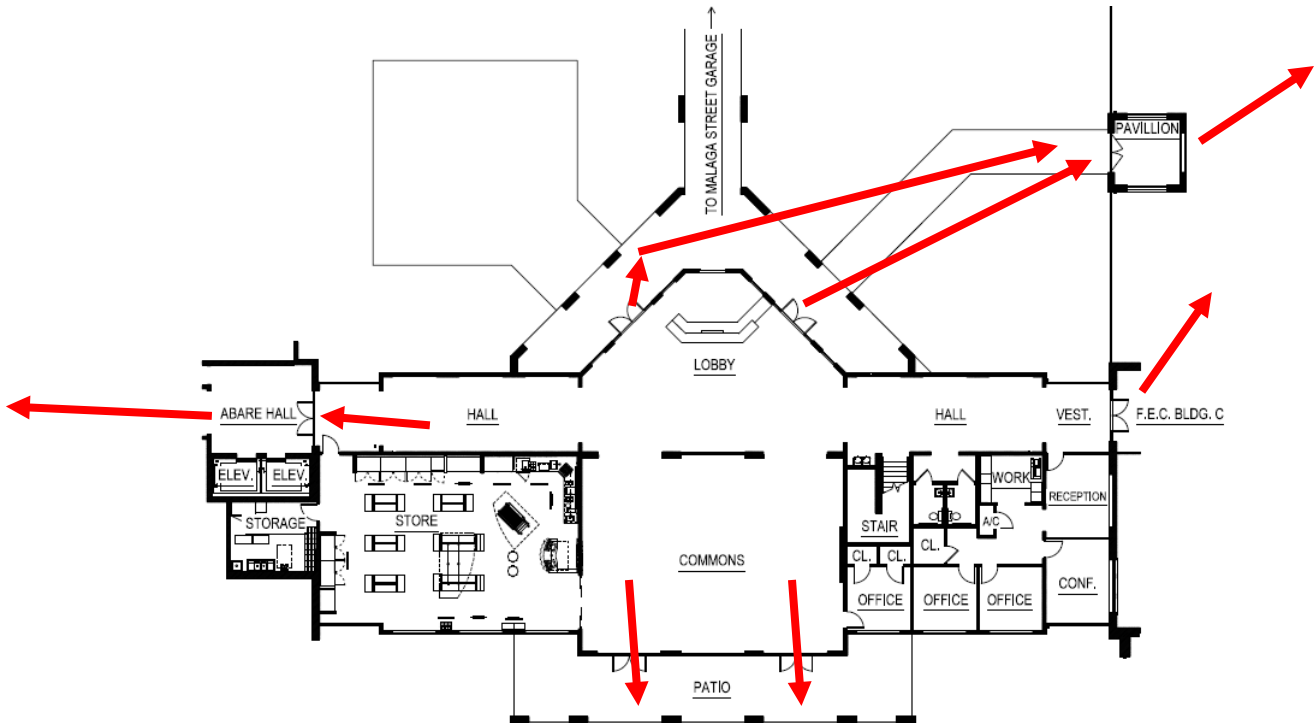 TO MALAGA STREET GARAGE
PAVILLION
LOBBY
ABARE HALL
HALL
HALL
VEST.
F.E.C. BLDG. C
ELEV.
ELEV.
WORK
RECEPTION
STORAGE
STORE
STAIR
A/C
CL.
COMMONS
CL.
CL.
CONF.
OFFICE
OFFICE
OFFICE
PATIO